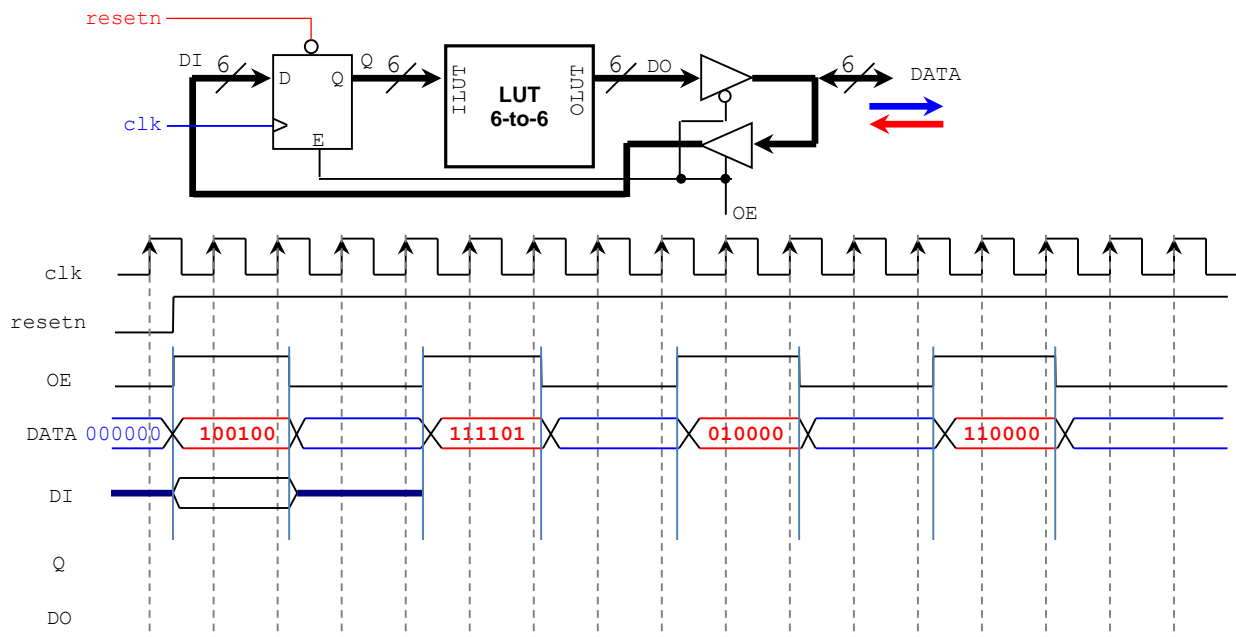 resetn
DI 6 Q 6 6 DO 6 DATA
D Q ILUT LUT 6-to-6 OLUT
clk
E
OE
clk
resetn
OE
DATA 000000 100100 111101 010000 110000
DI
Q
DO